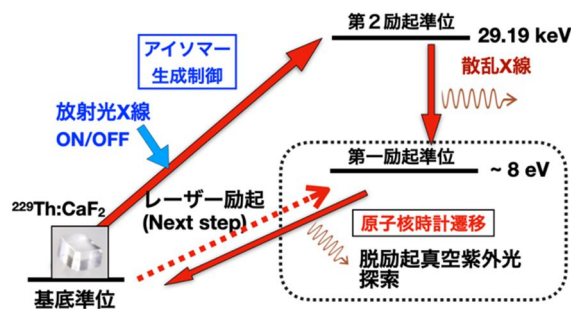 第２励起準位
29.19 keV
アイソマー
生成制御
散乱X線
放射光X線
ON/OFF
第一励起準位
~ 8 eV
229Th:CaF2
レーザー励起
(Next step)
原子核時計遷移
脱励起真空紫外光
探索
基底準位